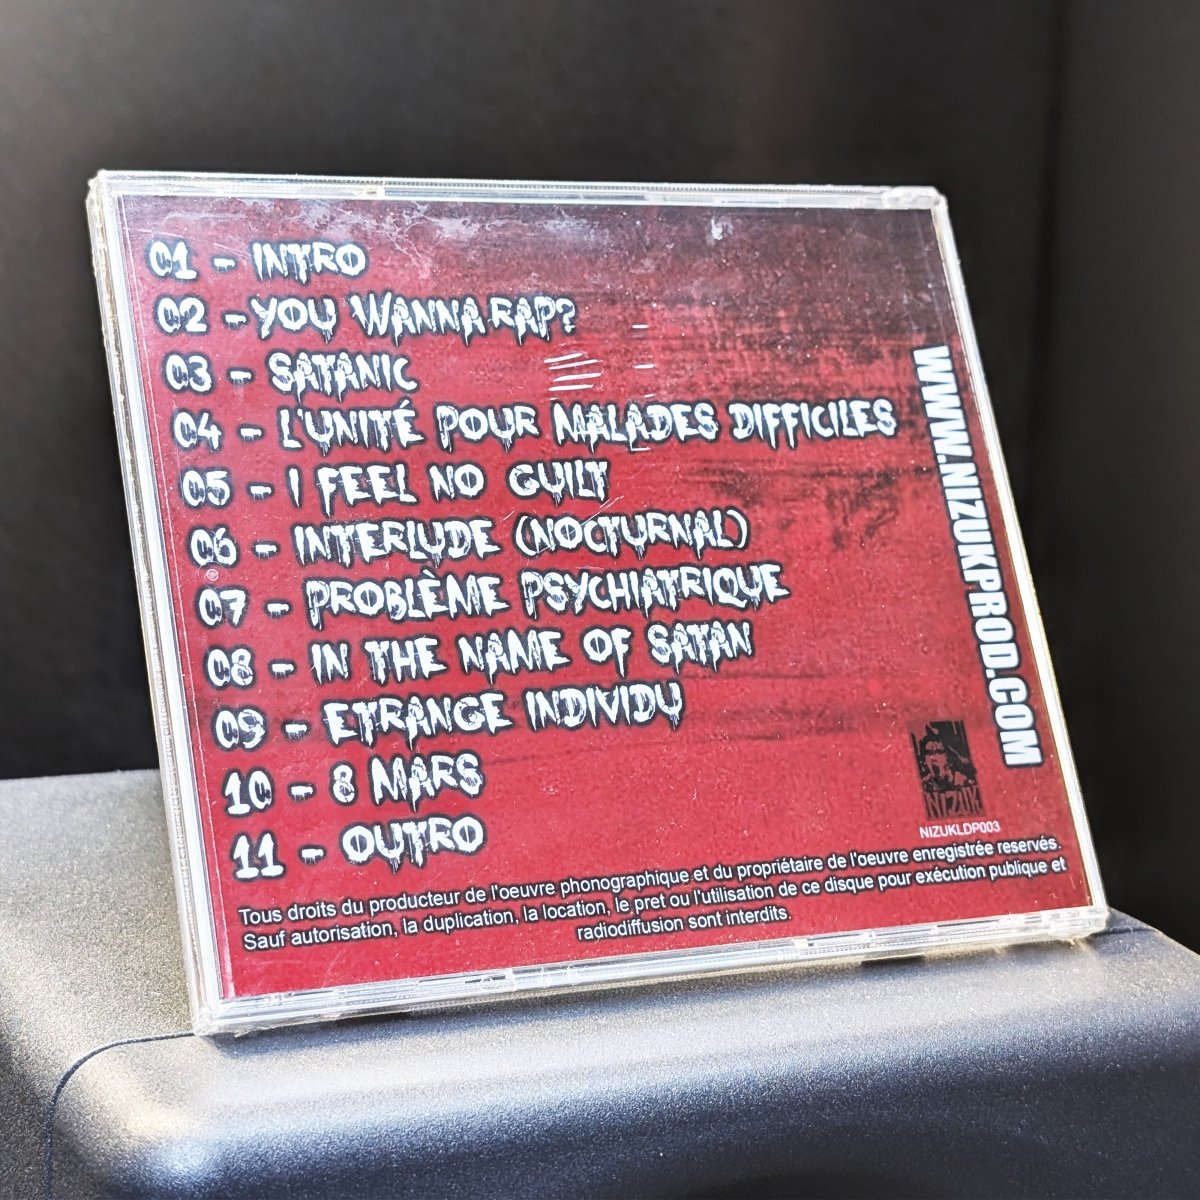 01 - INTRO
02 - YOU WANNA RAP?
03 - SATANIC
04 - L'UNITÉ POUR MALADES DIFFICILES
05 - I FEEL NO GUILT
06 - INTERLUDE (NOCTURNAL)
07 - PROBLÈME PSYCHIATRIQUE
08 - IN THE NAME OF SATAN
09 - ETRANGE INDIVIDU
10 - 8 MARS
11 - OUTRO
WWW.NIZUKPROD.COM
NIZUK
NIZUKLDP003
Tous droits du producteur de l'oeuvre phonographique et du propriétaire de l'oeuvre enregistrée reservés.
Sauf autorisation, la duplication, la location, le pret ou l'utilisation de ce disque pour exécution publique et
radiodiffusion sont interdits.